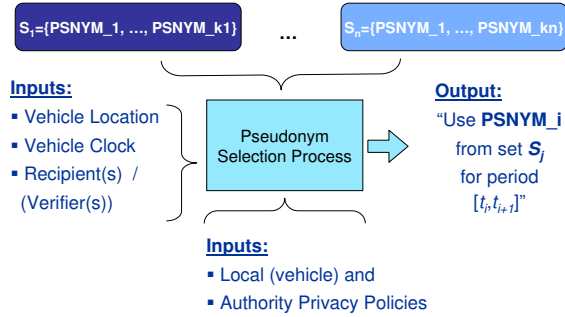 S1={PSNYM_1, ..., PSNYM_k1}
...
Sn={PSNYM_1, ..., PSNYM_kn}
Inputs:
▪ Vehicle Location
▪ Vehicle Clock
▪ Recipient(s) /
(Verifier(s))
Pseudonym
Selection Process
Output:
“Use PSNYM_i
from set Sj
for period
[ti,ti+1]”
Inputs:
▪ Local (vehicle) and
▪ Authority Privacy Policies